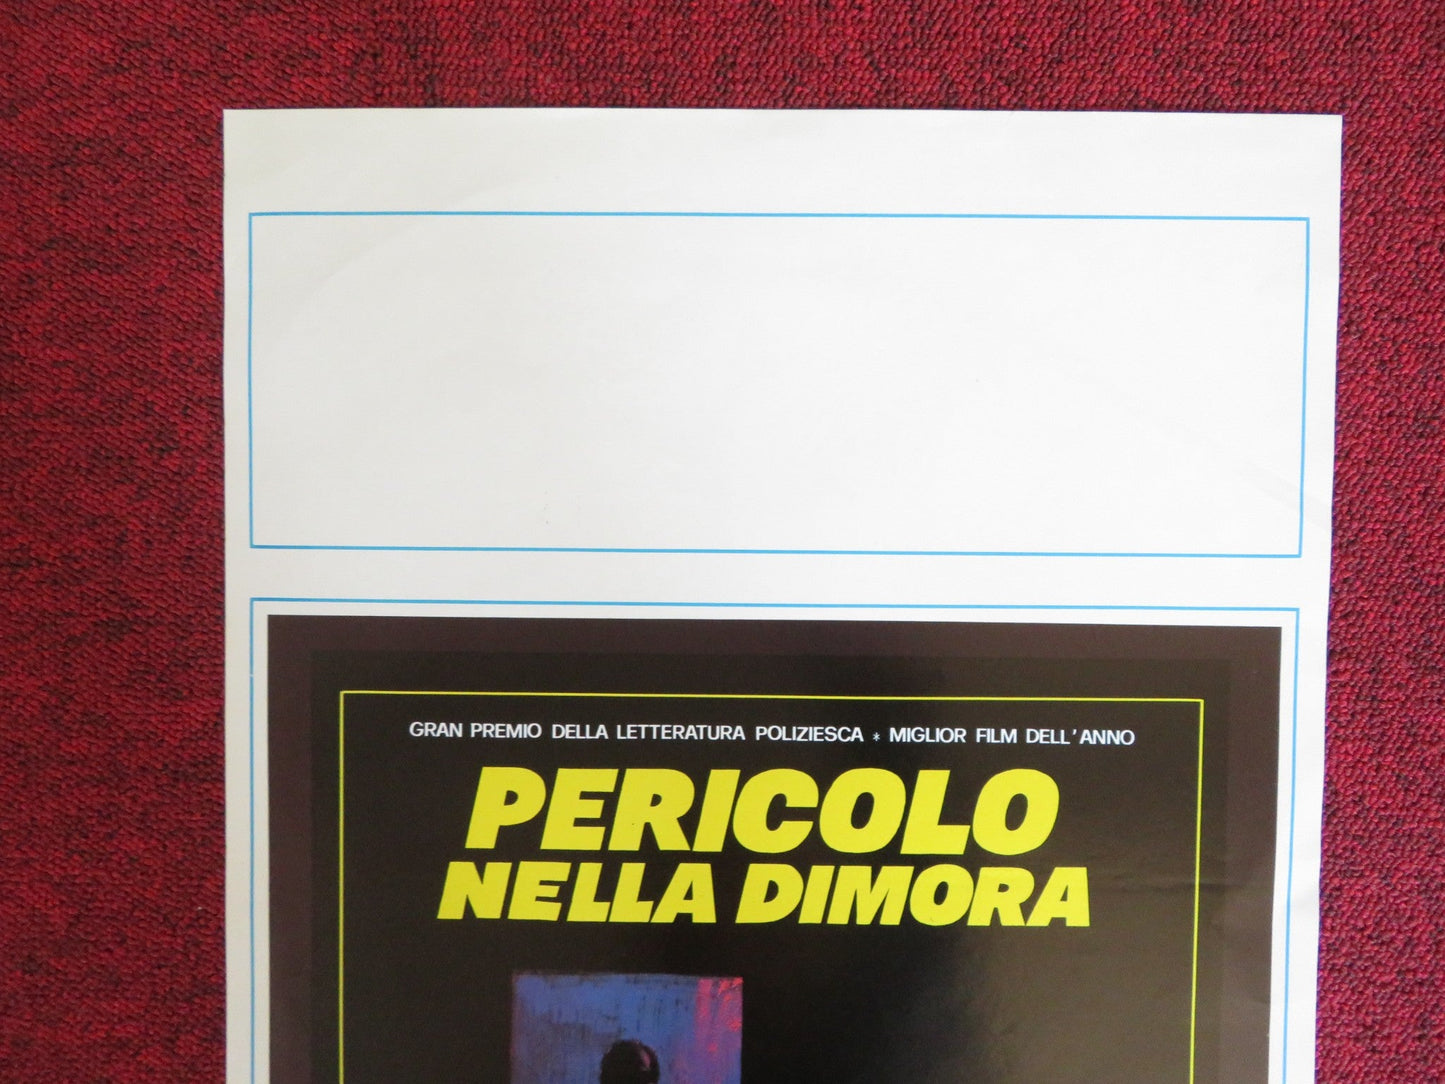 GRAN PREMIO DELLA LETTERATURA POLIZIESCA * MIGLIOR FILM DELL'ANNO
PERICOLO
NELLA DIMORA